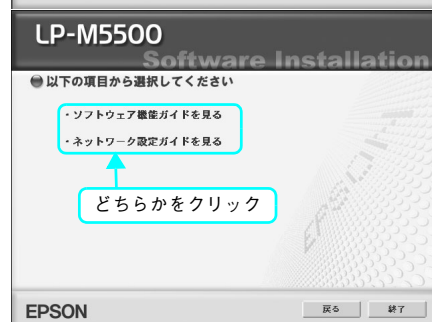 LP-M5500
Software Installation
以下の項目から選択してください
・ソフトウェア機能ガイドを見る
・ネットワーク設定ガイドを見る
どちらかをクリック
EPSON
EPSON
戻る
終了